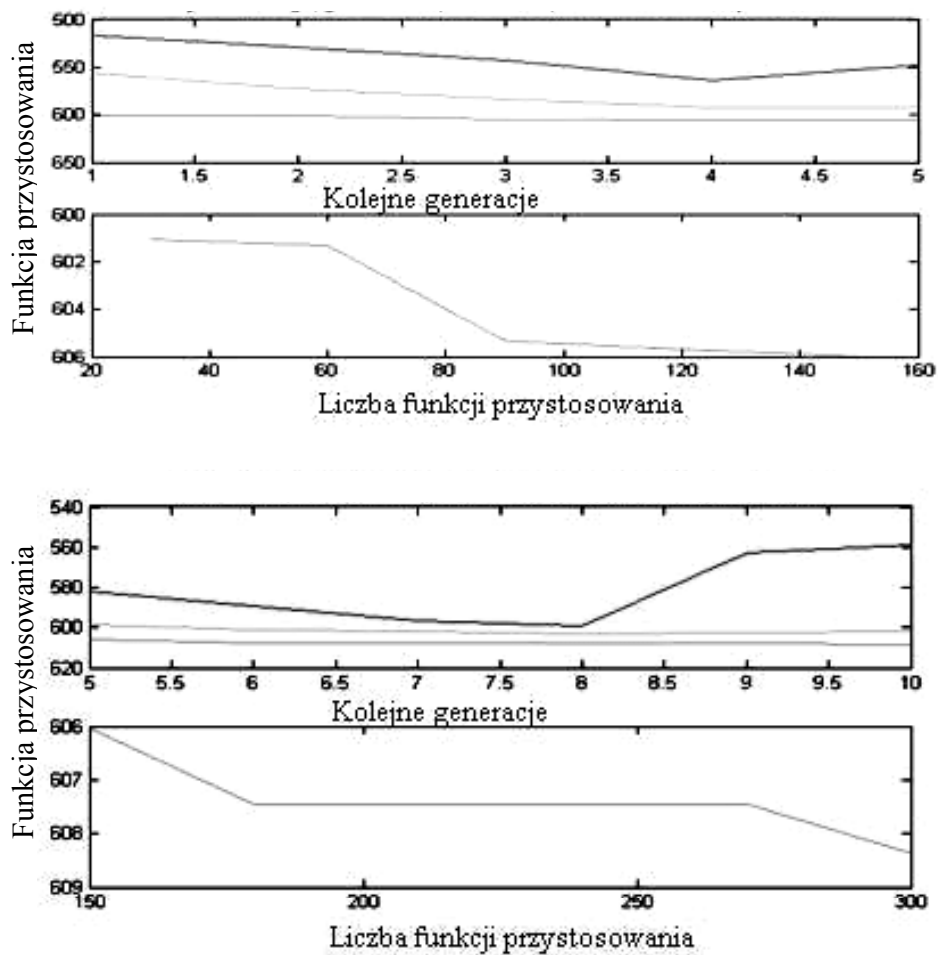 500
550
600
650
1 1.5 2 2.5 3 3.5 4 4.5 5
Kolejne generacje
Funkcja przystosowania
600
602
604
606
20 40 60 80 100 120 140 160
Liczba funkcji przystosowania
540
560
580
600
620
5 5.5 6 6.5 7 7.5 8 8.5 9 9.5 10
Kolejne generacje
Funkcja przystosowania
606
607
608
609
150 200 250 300
Liczba funkcji przystosowania